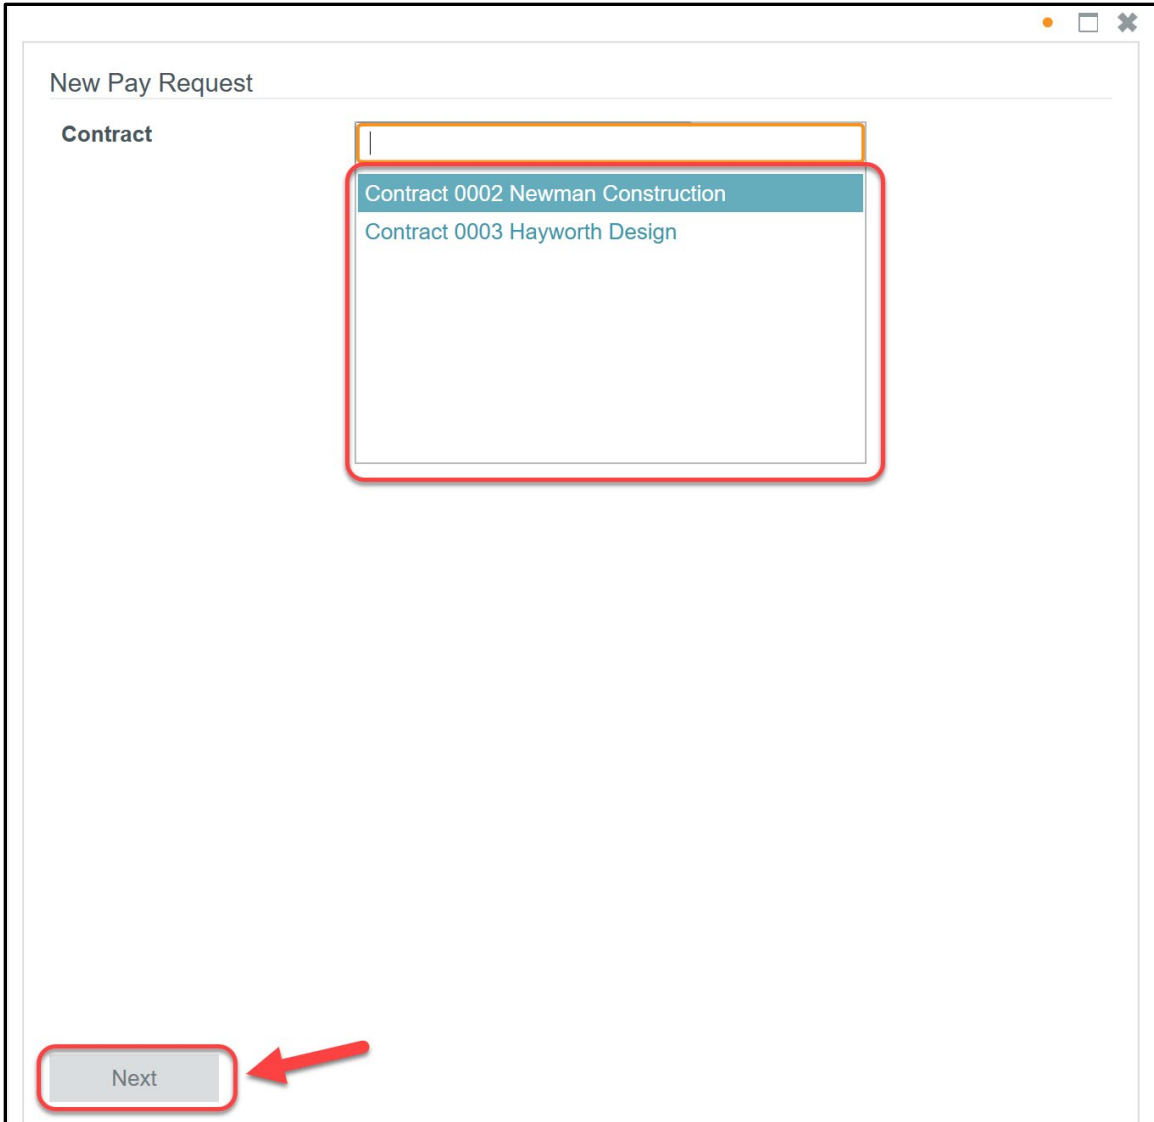 New Pay Request
Contract
Contract 0002 Newman Construction
Contract 0003 Hayworth Design
Next